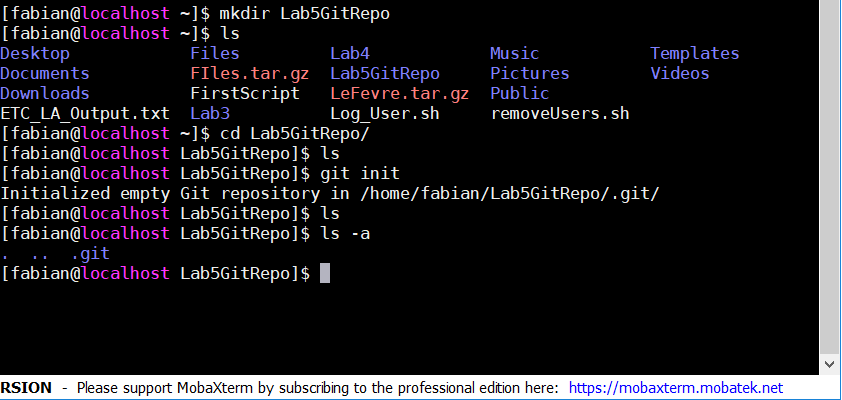 [fabian@localhost ~]$ mkdir Lab5GitRepo
[fabian@localhost ~]$ ls
Desktop Files Lab4 Music Templates
Documents FIles.tar.gz Lab5GitRepo Pictures Videos
Downloads FirstScript LeFevre.tar.gz Public
ETC_LA_Output.txt Lab3 Log_User.sh removeUsers.sh
[fabian@localhost ~]$ cd Lab5GitRepo/
[fabian@localhost Lab5GitRepo]$ ls
[fabian@localhost Lab5GitRepo]$ git init
Initialized empty Git repository in /home/fabian/Lab5GitRepo/.git/
[fabian@localhost Lab5GitRepo]$ ls
[fabian@localhost Lab5GitRepo]$ ls -a
. .. .git
[fabian@localhost Lab5GitRepo]$
RSION - Please support MobaXterm by subscribing to the professional edition here: https://mobaxterm.mobatek.net